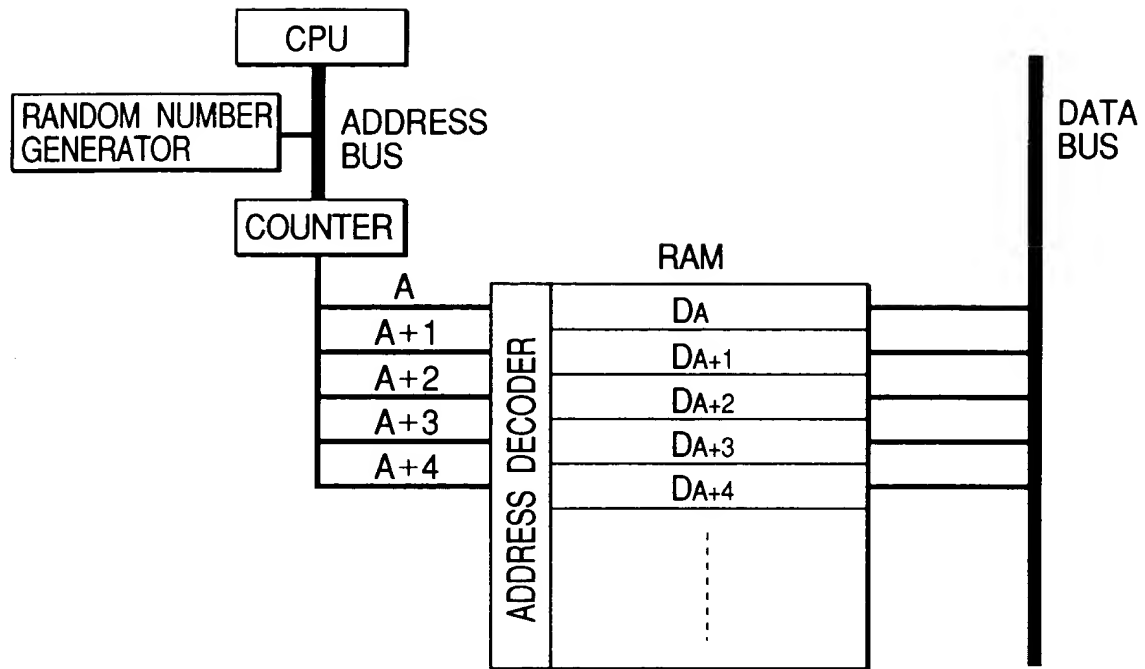 CPU
RANDOM NUMBER
GENERATOR
ADDRESS
BUS
DATA
BUS
COUNTER
RAM
A
A+1
A+2
A+3
A+4
ADDRESS DECODER
DA
DA+1
DA+2
DA+3
DA+4